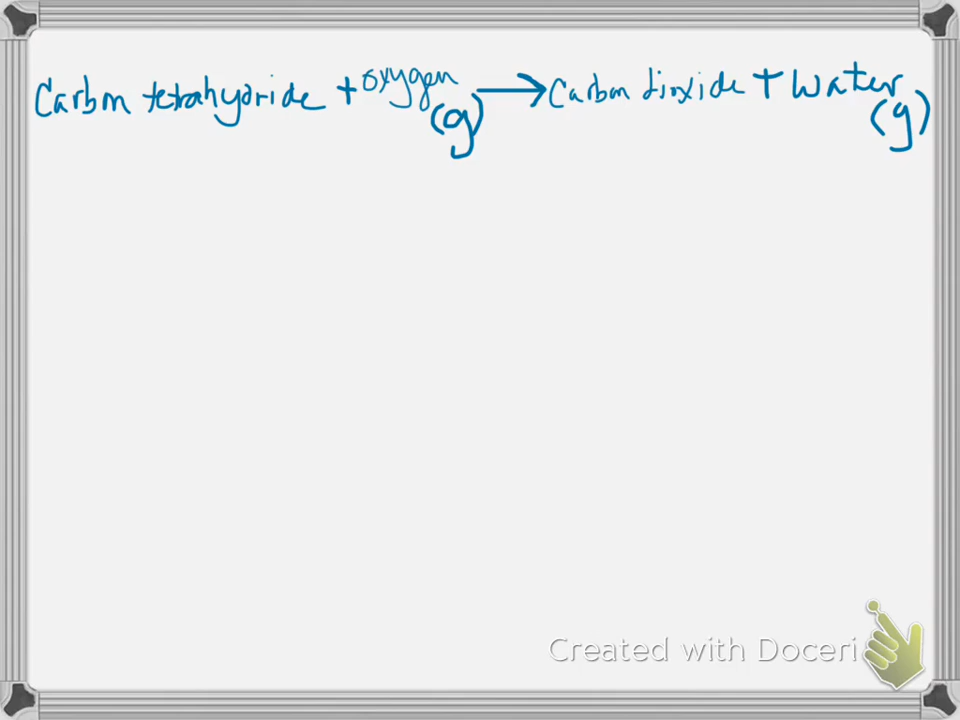 Carbon tetrahydride + oxygen (g) → Carbon dioxide + Water (g)
Created with Doceri